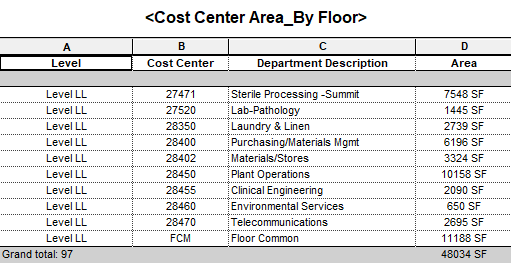 <Cost Center Area_By Floor>
A B C D
Level Cost Center Department Description Area
Level LL 27471 Sterile Processing -Summit 7548 SF
Level LL 27520 Lab-Pathology 1445 SF
Level LL 28350 Laundry & Linen 2739 SF
Level LL 28400 Purchasing/Materials Mgmt 6196 SF
Level LL 28402 Materials/Stores 3324 SF
Level LL 28450 Plant Operations 10158 SF
Level LL 28455 Clinical Engineering 2090 SF
Level LL 28460 Environmental Services 650 SF
Level LL 28470 Telecommunications 2695 SF
Level LL FCM Floor Common 11188 SF
Grand total: 97 48034 SF